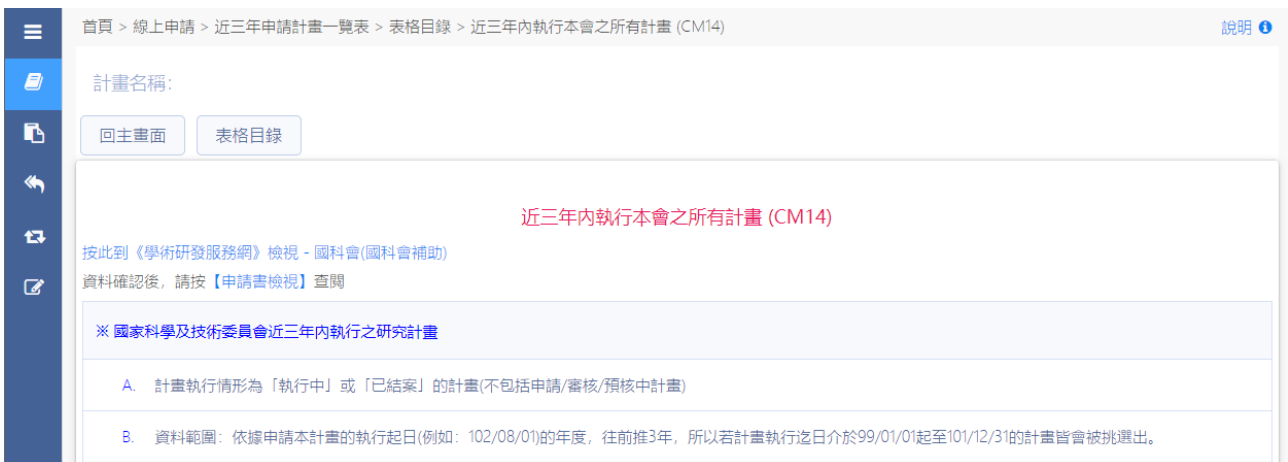 首頁 > 線上申請 > 近三年申請計畫一覽表 > 表格目錄 > 近三年內執行本會之所有計畫 (CM14) 說明
計畫名稱：
回主畫面 表格目錄
近三年內執行本會之所有計畫 (CM14)
按此到《學術研發服務網》檢視 - 國科會(國科會補助)
資料確認後，請按【申請書檢視】查閱
※ 國家科學及技術委員會近三年內執行之研究計畫
A. 計畫執行情形為「執行中」或「已結案」的計畫(不包括申請/審核/預核中計畫)
B. 資料範圍：依據申請本計畫的執行起日(例如：102/08/01)的年度，往前推3年，所以若計畫執行迄日介於99/01/01起至101/12/31的計畫皆會被挑選出。